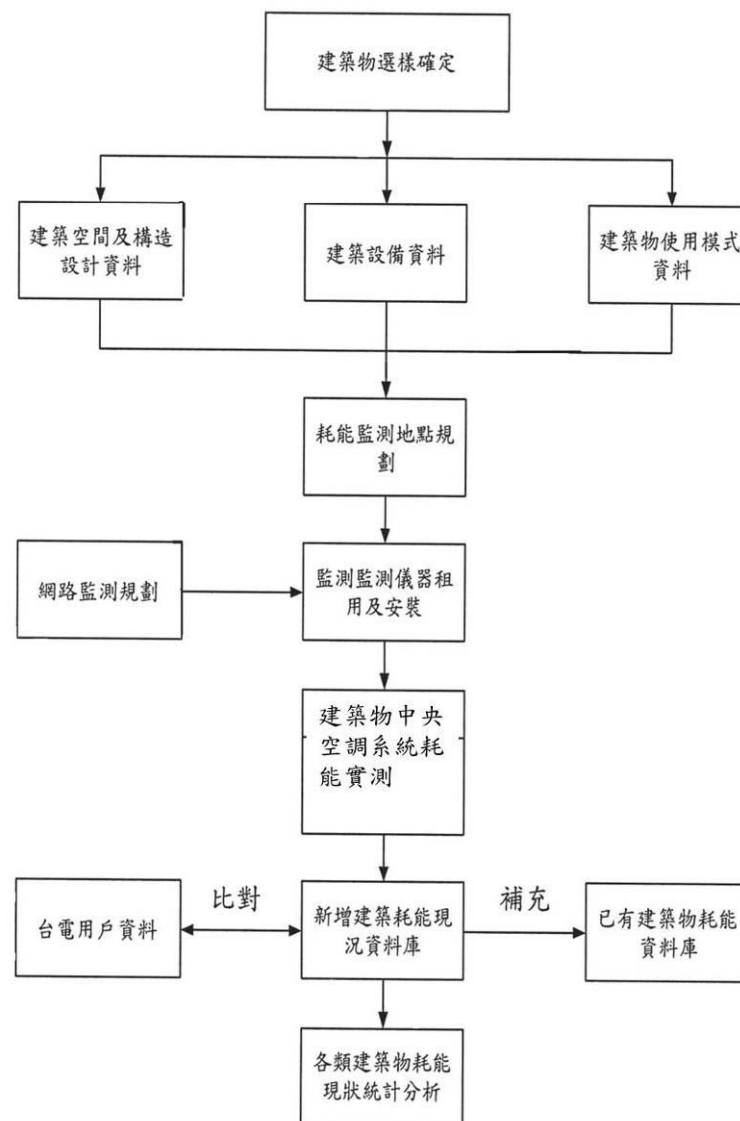 建築物選樣確定
建築空間及構造
設計資料
建築設備資料
建築物使用模式
資料
耗能監測地點規
劃
網路監測規劃
監測監測儀器租
用及安裝
建築物中央
空調系統耗
能實測
台電用戶資料
比對
新增建築耗能現
況資料庫
補充
已有建築物耗能
資料庫
各類建築物耗能
現狀統計分析